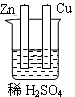 Zn Cu
稀 H₂SO₄